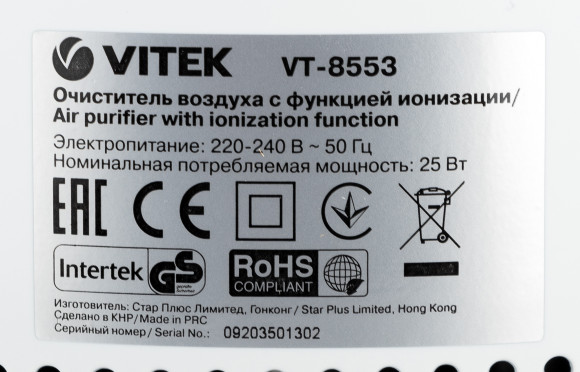 VITEK VT-8553
Очиститель воздуха с функцией ионизации/
Air purifier with ionization function
Электропитание: 220-240 В ~ 50 Гц
Номинальная потребляемая мощность: 25 Вт
EAC CE
Intertek GS RoHS
COMPLIANT
Изготовитель: Стар Плюс Лимитед, Гонконг/ Star Plus Limited, Hong Kong
Сделано в КНР/Made in PRC
Серийный номер / Serial No.: 09203501302